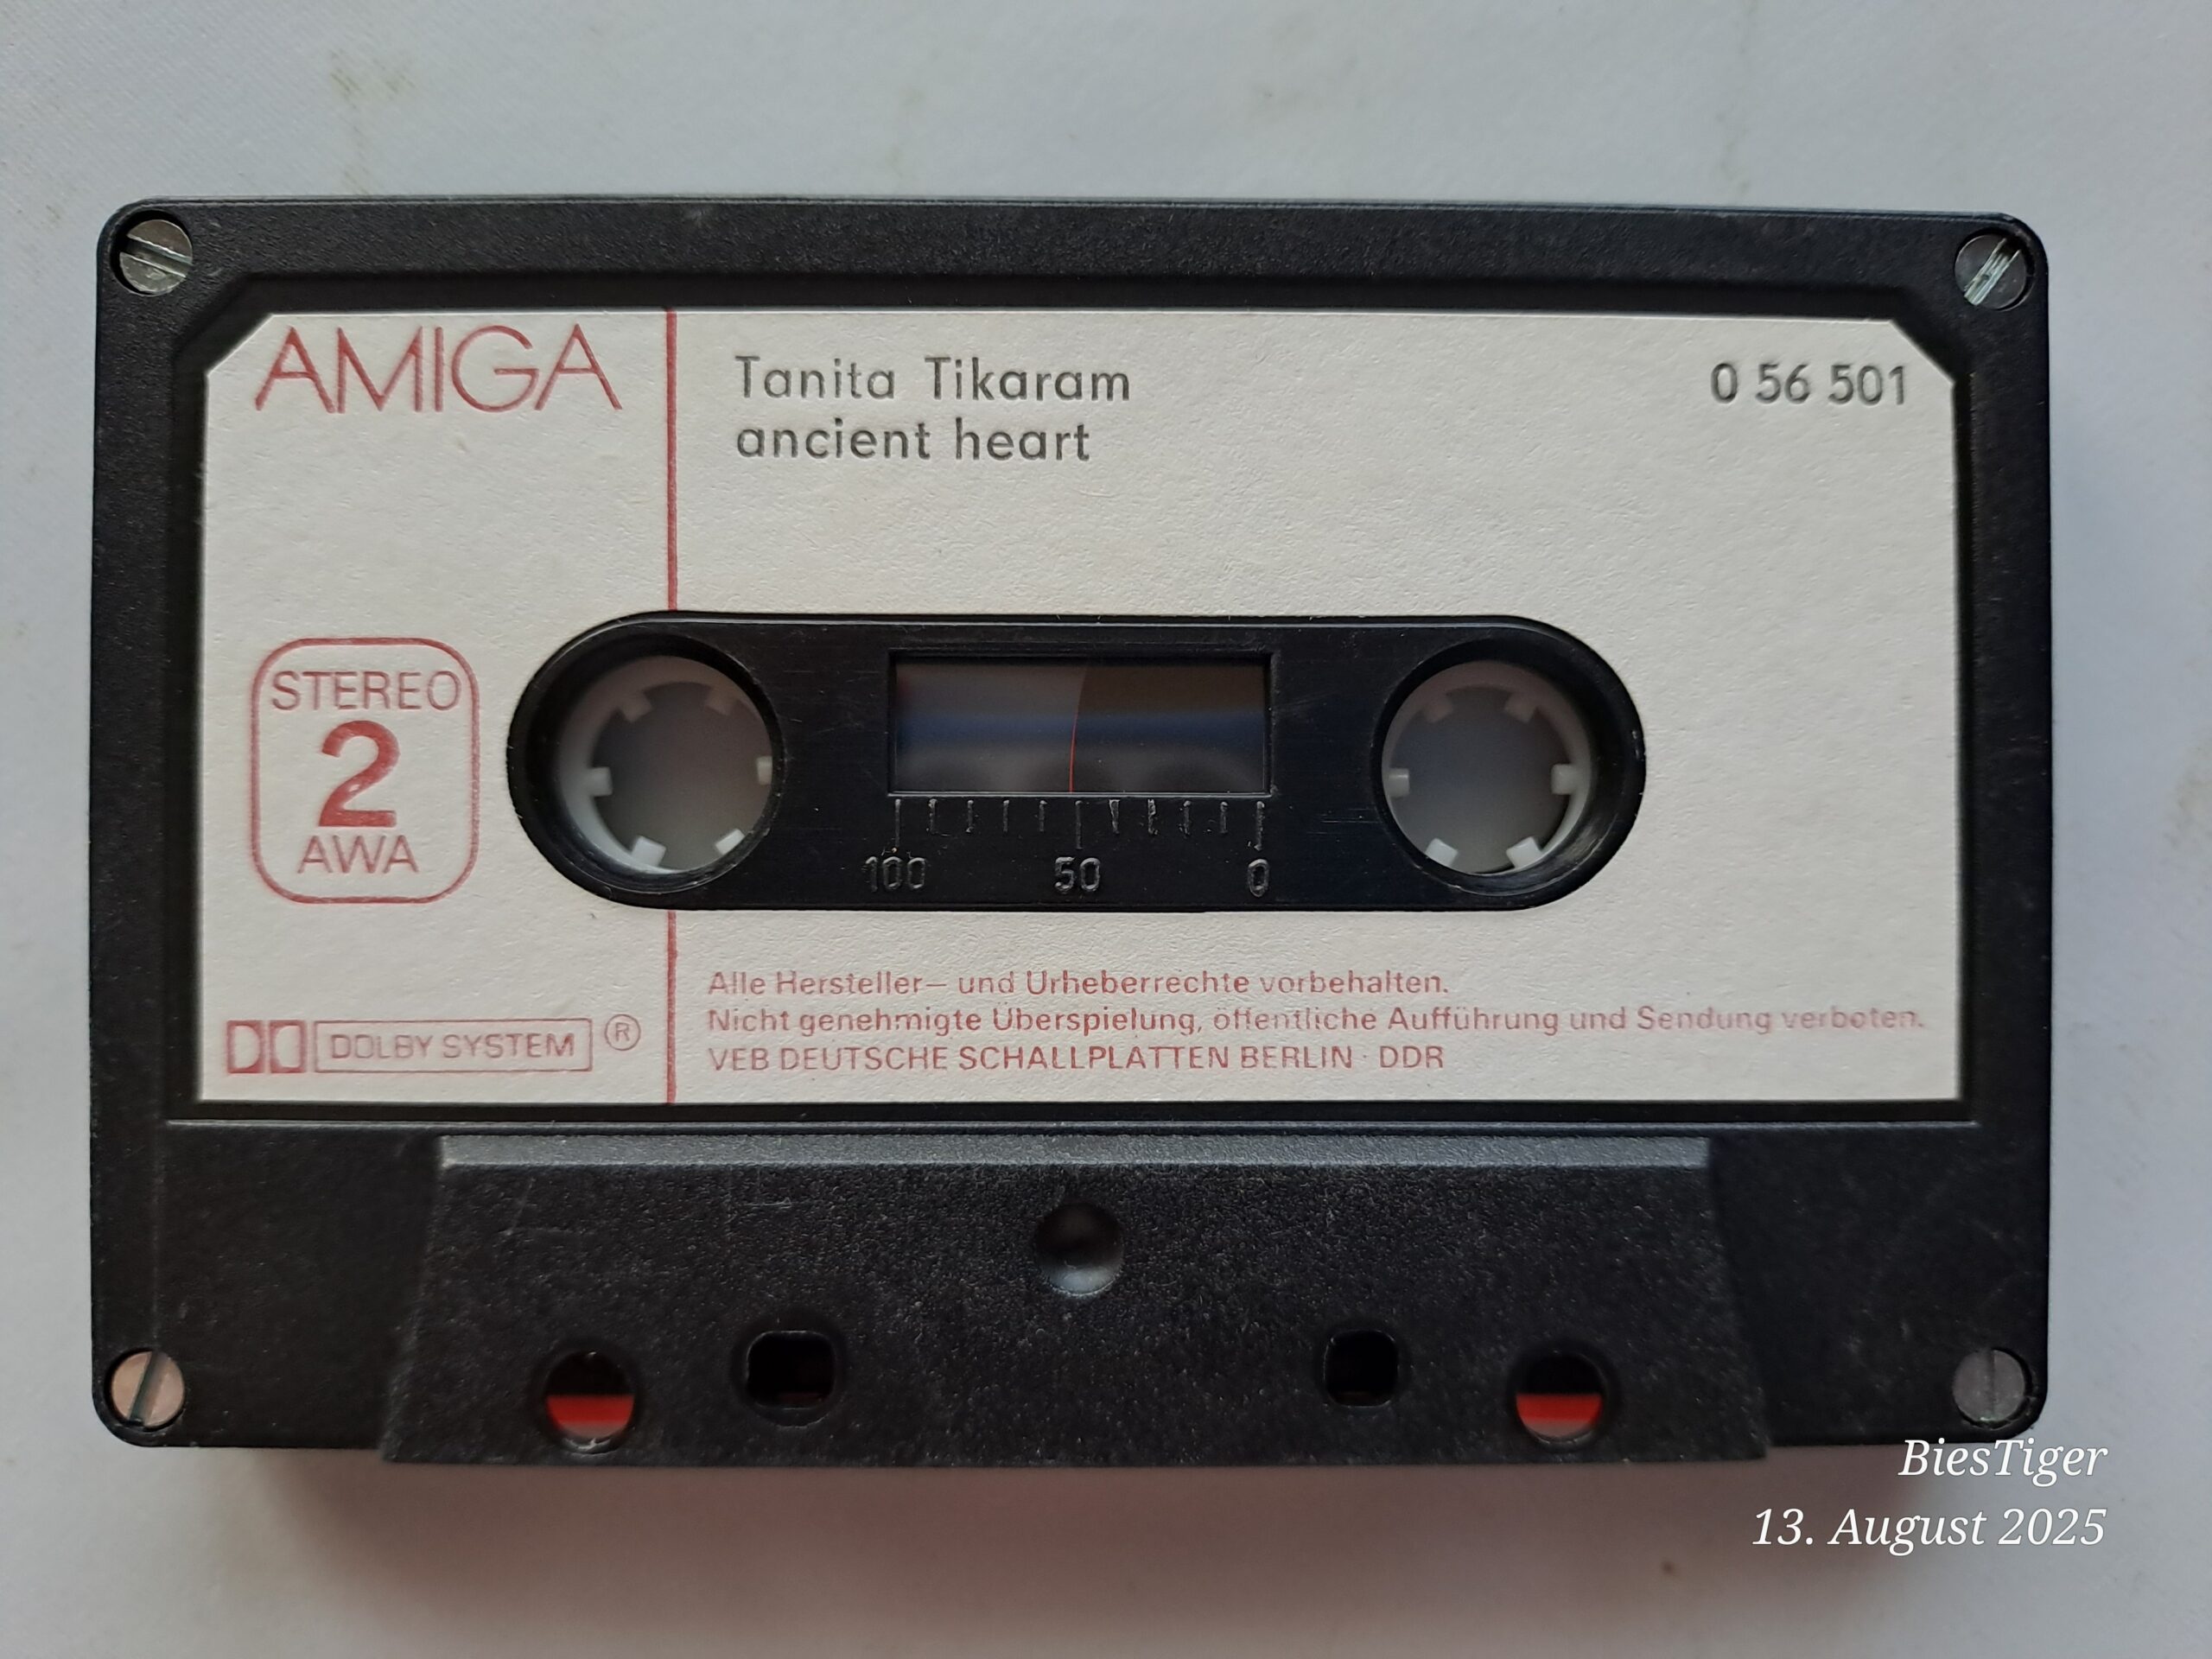 AMIGA
Tanita Tikaram
ancient heart
0 56 501
STEREO
2
AWA
100 50 0
Alle Hersteller– und Urheberrechte vorbehalten.
Nicht genehmigte Überspielung, öffentliche Aufführung und Sendung verboten.
VEB DEUTSCHE SCHALLPLATTEN BERLIN · DDR
DOLBY SYSTEM ®
BiesTiger
13. August 2025